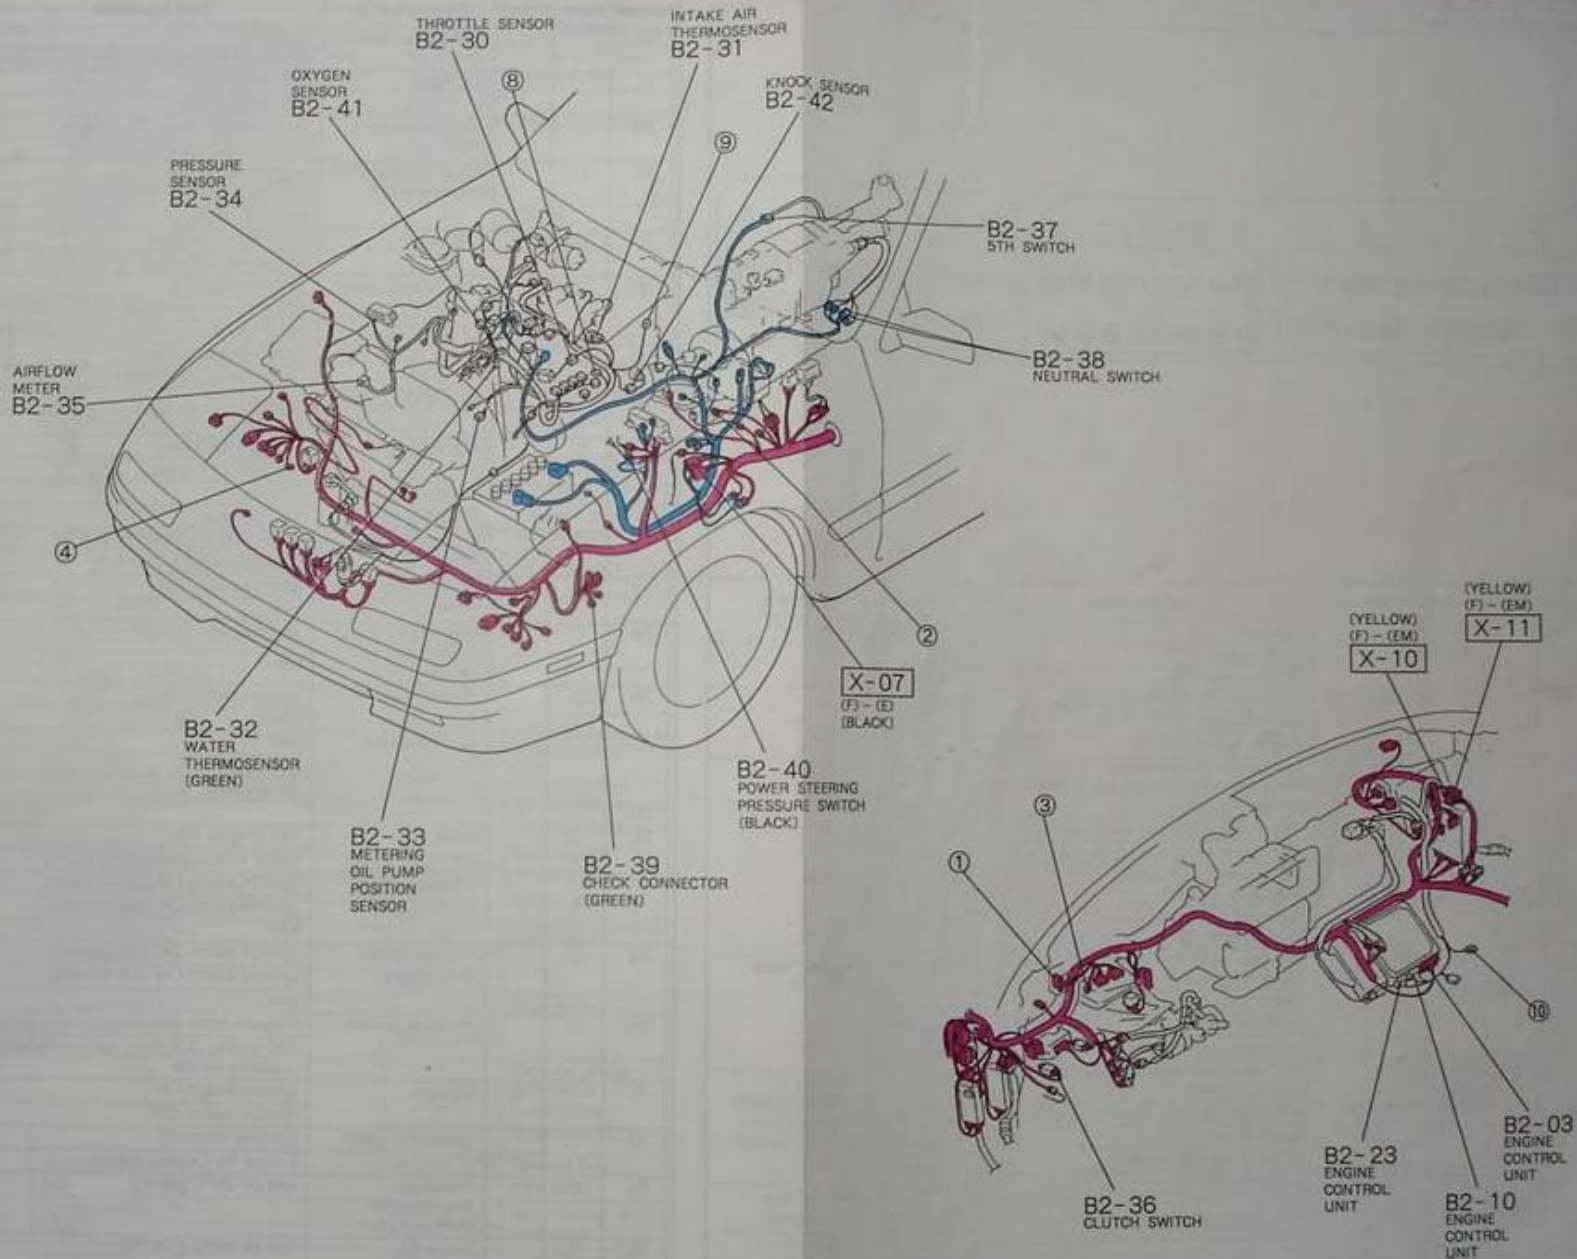 THROTTLE SENSOR
B2-30
INTAKE AIR
THERMOSENSOR
B2-31
OXYGEN
SENSOR
B2-41
⑧
KNOCK SENSOR
B2-42
⑨
PRESSURE
SENSOR
B2-34
B2-37
5TH SWITCH
AIRFLOW
METER
B2-35
B2-38
NEUTRAL SWITCH
④
②
X-07
(F)-(E)
(BLACK)
B2-32
WATER
THERMOSENSOR
(GREEN)
B2-33
METERING
OIL PUMP
POSITION
SENSOR
B2-39
CHECK CONNECTOR
(GREEN)
B2-40
POWER STEERING
PRESSURE SWITCH
(BLACK)
(YELLOW)
(F)-(EM)
X-10
(YELLOW)
(F)-(EM)
X-11
③
①
⑩
B2-36
CLUTCH SWITCH
B2-23
ENGINE
CONTROL
UNIT
B2-10
ENGINE
CONTROL
UNIT
B2-03
ENGINE
CONTROL
UNIT